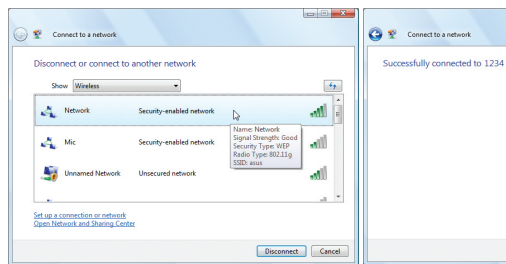 Connect to a network
Disconnect or connect to another network
Show Wireless
Network Security-enabled network
Name: Network
Signal Strength: Good
Security Type: WEP
Radio Type: 802.11g
SSID: asus
Mic Security-enabled network
Unnamed Network Unsecured network
Set up a connection or network
Open Network and Sharing Center
Disconnect Cancel
Connect to a network
Successfully connected to 1234